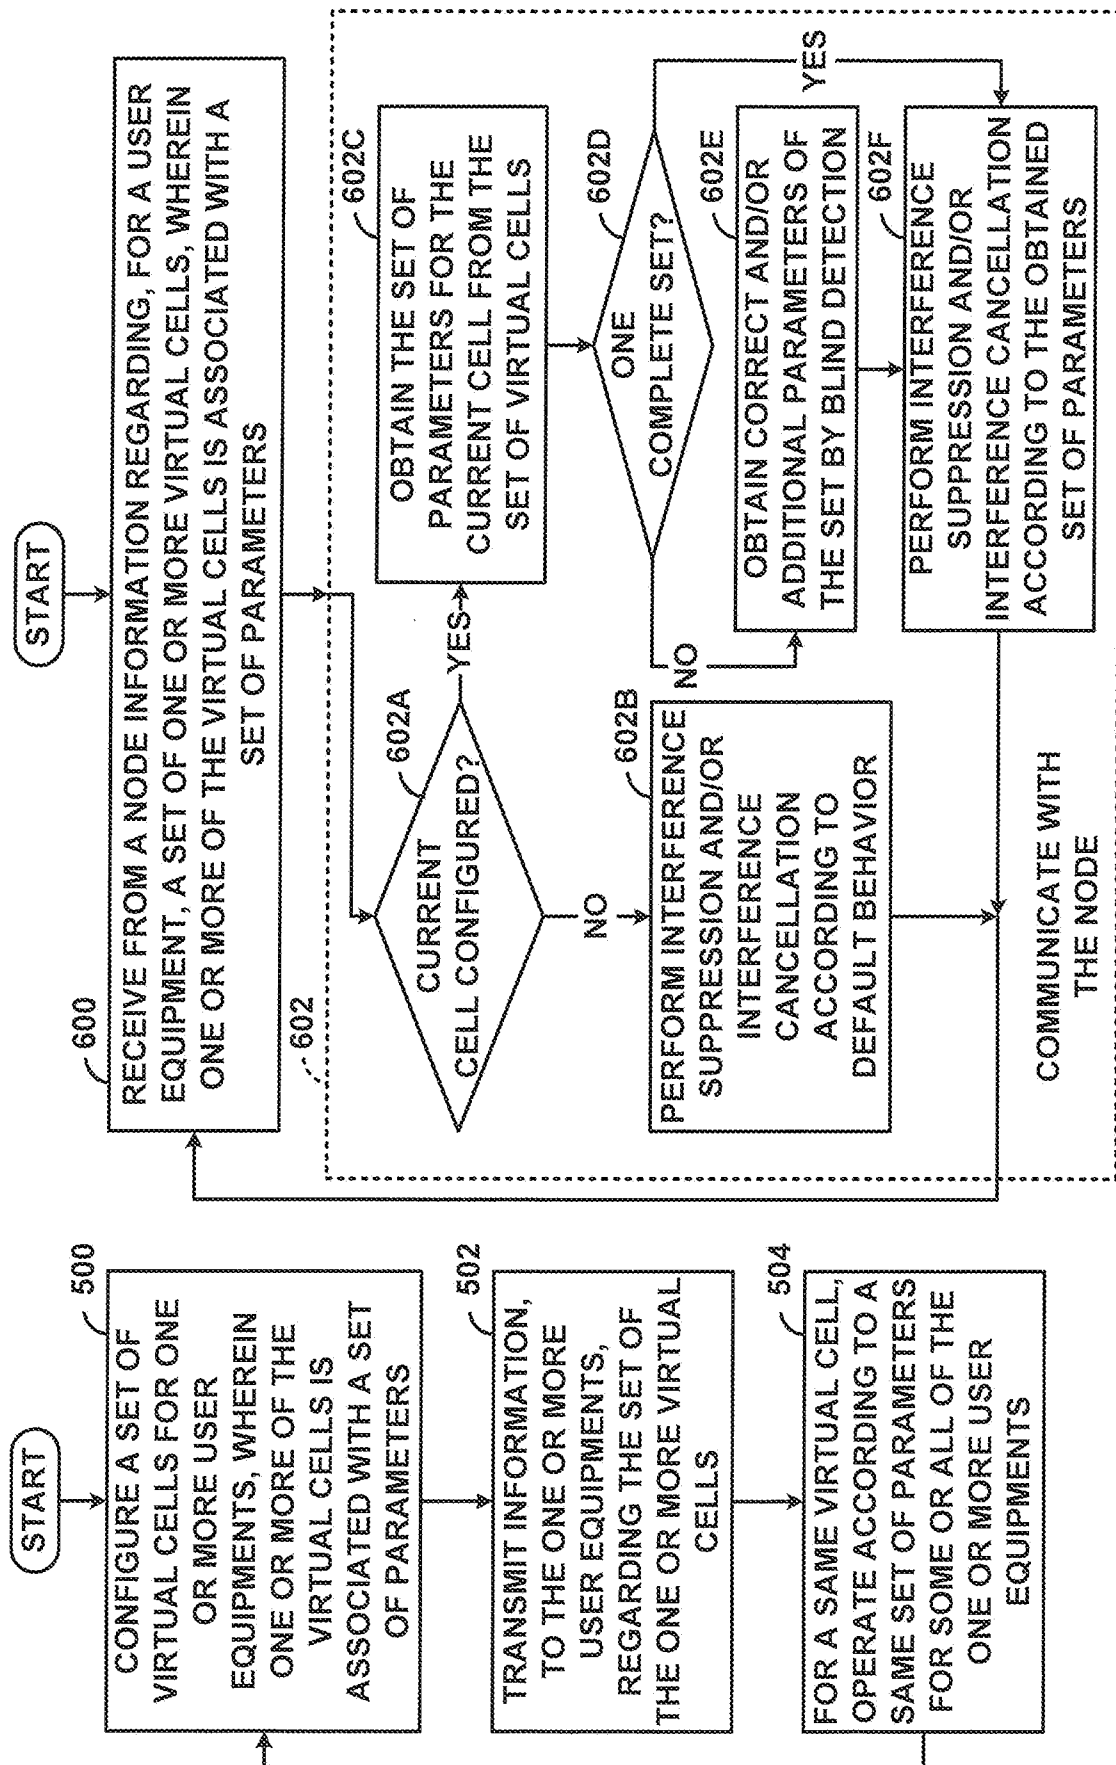 START
500
CONFIGURE A SET OF
VIRTUAL CELLS FOR ONE
OR MORE USER
EQUIPMENTS, WHEREIN
ONE OR MORE OF THE
VIRTUAL CELLS IS
ASSOCIATED WITH A SET
OF PARAMETERS
502
TRANSMIT INFORMATION,
TO THE ONE OR MORE
USER EQUIPMENTS,
REGARDING THE SET OF
THE ONE OR MORE VIRTUAL
CELLS
504
FOR A SAME VIRTUAL CELL,
OPERATE ACCORDING TO A
SAME SET OF PARAMETERS
FOR SOME OR ALL OF THE
ONE OR MORE USER
EQUIPMENTS
START
600
RECEIVE FROM A NODE INFORMATION REGARDING, FOR A USER
EQUIPMENT, A SET OF ONE OR MORE VIRTUAL CELLS, WHEREIN
ONE OR MORE OF THE VIRTUAL CELLS IS ASSOCIATED WITH A
SET OF PARAMETERS
602
602A
CURRENT
CELL CONFIGURED?
YES
NO
602B
PERFORM INTERFERENCE
SUPPRESSION AND/OR
INTERFERENCE
CANCELLATION
ACCORDING TO
DEFAULT BEHAVIOR
602C
OBTAIN THE SET OF
PARAMETERS FOR THE
CURRENT CELL FROM THE
SET OF VIRTUAL CELLS
602D
ONE
COMPLETE SET?
NO
YES
602E
OBTAIN CORRECT AND/OR
ADDITIONAL PARAMETERS OF
THE SET BY BLIND DETECTION
602F
PERFORM INTERFERENCE
SUPPRESSION AND/OR
INTERFERENCE CANCELLATION
ACCORDING TO THE OBTAINED
SET OF PARAMETERS
COMMUNICATE WITH
THE NODE